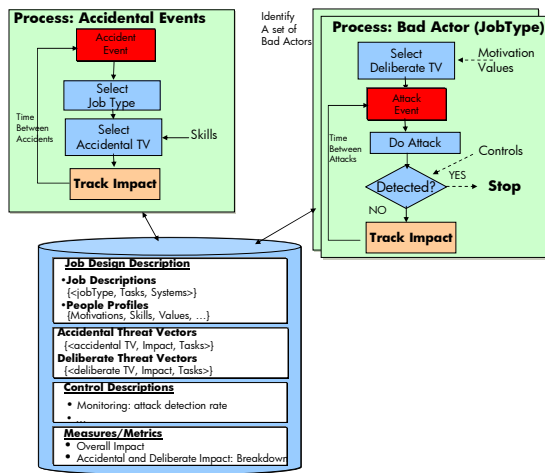 Process: Accidental Events
Accident
Event
Select
Job Type
Select
Accidental TV
Skills
Time
Between
Accidents
Track Impact
Identify
A set of
Bad Actors
Process: Bad Actor (JobType)
Select
Deliberate TV
Motivation
Values
Attack
Event
Time
Between
Attacks
Do Attack
Controls
Detected?
YES
Stop
NO
Track Impact
Job Design Description
•Job Descriptions
{<jobType, Tasks, Systems>}
•People Profiles
{Motivations, Skills, Values, ...}
Accidental Threat Vectors
{<accidental TV, Impact, Tasks>}
Deliberate Threat Vectors
{<deliberate TV, Impact, Tasks>}
Control Descriptions
• Monitoring: attack detection rate
• ...
Measures/Metrics
• Overall Impact
• Accidental and Deliberate Impact: Breakdown